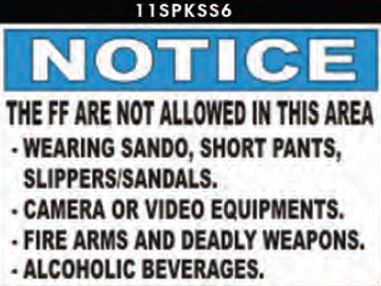 11SPKSS6
NOTICE
THE FF ARE NOT ALLOWED IN THIS AREA
- WEARING SANDO, SHORT PANTS,
SLIPPERS/SANDALS.
- CAMERA OR VIDEO EQUIPMENTS.
- FIRE ARMS AND DEADLY WEAPONS.
- ALCOHOLIC BEVERAGES.